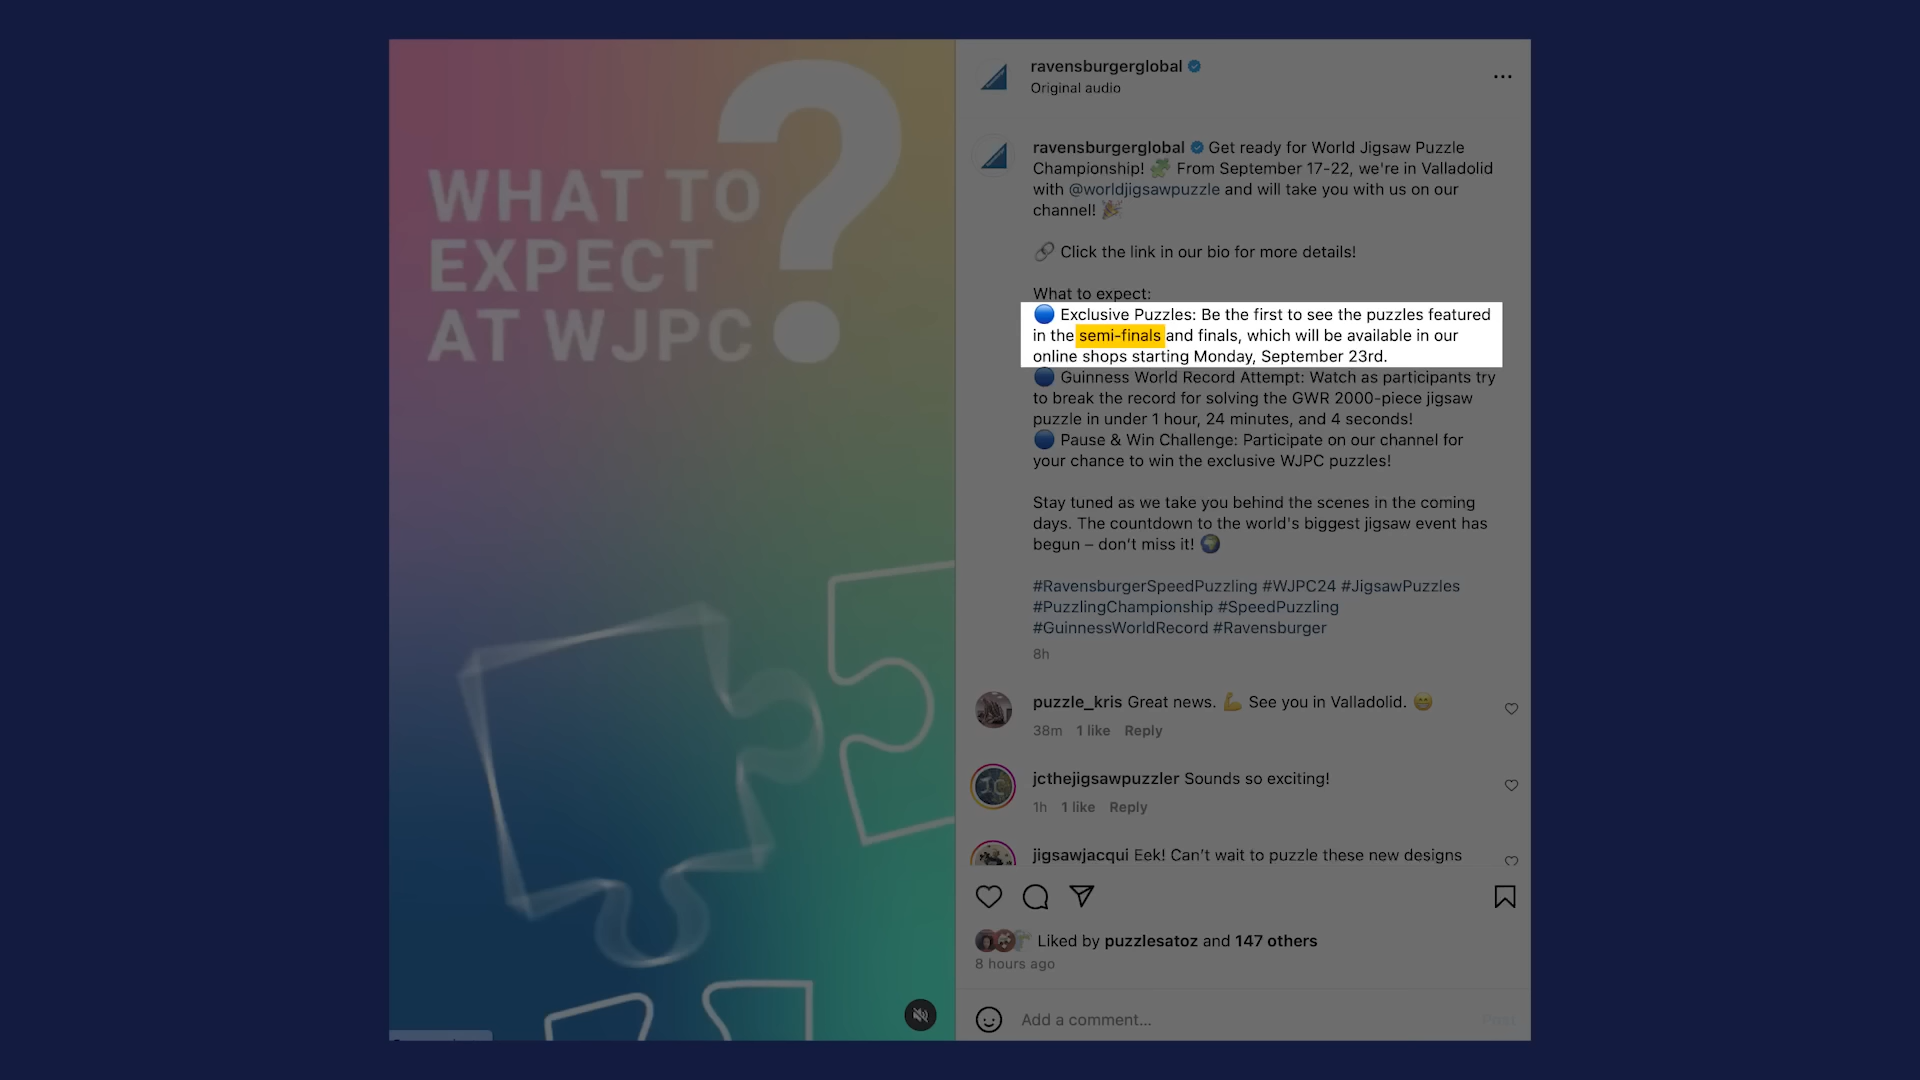 WHAT TO
EXPECT
AT WJPC
?
ravensburgerglobal
Original audio
ravensburgerglobal Get ready for World Jigsaw Puzzle
Championship! 🧩 From September 17-22, we're in Valladolid
with @worldjigsawpuzzle and will take you with us on our
channel! 🎉
🔗 Click the link in our bio for more details!
What to expect:
🔵 Exclusive Puzzles: Be the first to see the puzzles featured
in the semi-finals and finals, which will be available in our
online shops starting Monday, September 23rd.
🔵 Guinness World Record Attempt: Watch as participants try
to break the record for solving the GWR 2000-piece jigsaw
puzzle in under 1 hour, 24 minutes, and 4 seconds!
🔵 Pause & Win Challenge: Participate on our channel for
your chance to win the exclusive WJPC puzzles!
Stay tuned as we take you behind the scenes in the coming
days. The countdown to the world's biggest jigsaw event has
begun – don't miss it! 🌍
#RavensburgerSpeedPuzzling #WJPC24 #JigsawPuzzles
#PuzzlingChampionship #SpeedPuzzling
#GuinnessWorldRecord #Ravensburger
8h
puzzle_kris Great news. 💪 See you in Valladolid. 😁
38m 1 like Reply
jcthejigsawpuzzler Sounds so exciting!
1h 1 like Reply
jigsawjacqui Eek! Can't wait to puzzle these new designs
Liked by puzzlesatoz and 147 others
8 hours ago
Add a comment...
Post